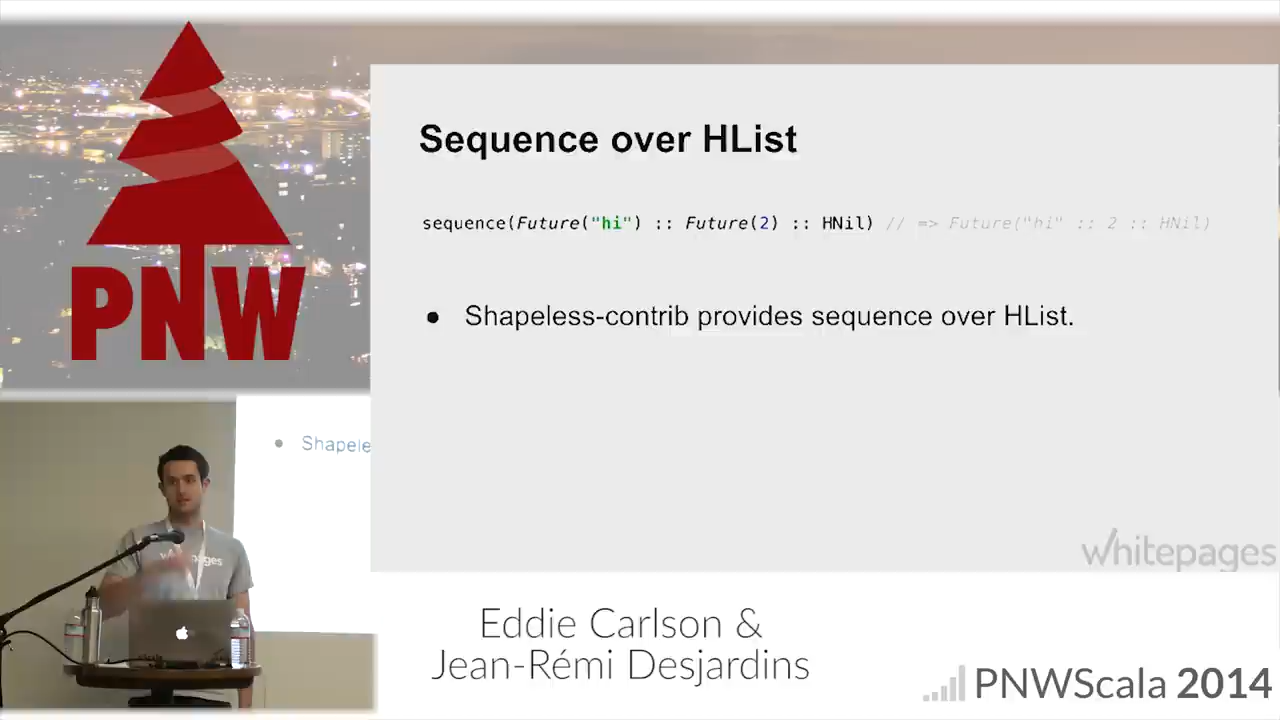 PNW
Sequence over HList
sequence(Future("hi") :: Future(2) :: HNil) // => Future("hi" :: 2 :: HNil)
● Shapeless-contrib provides sequence over HList.
whitepages
● Shapele
whitepages
Eddie Carlson &
Jean-Rémi Desjardins
PNWScala 2014